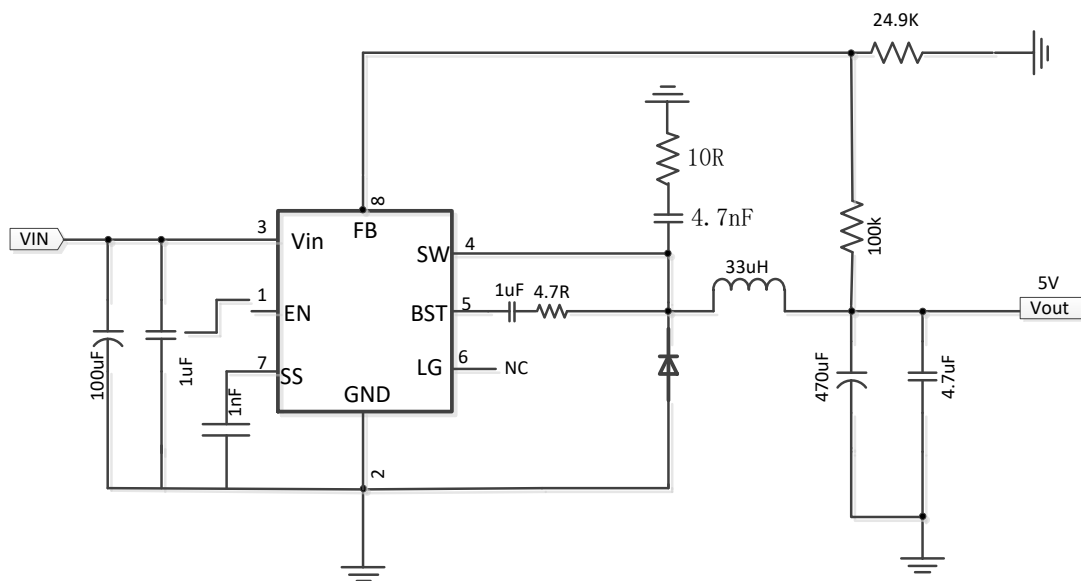 24.9K
10R
4.7nF
8
FB
100k
VIN
3
Vin
4
SW
33uH
5V
Vout
1
EN
1uF
4.7R
5
BST
100uF
1uF
7
SS
1nF
6
LG
NC
GND
2
470uF
4.7uF